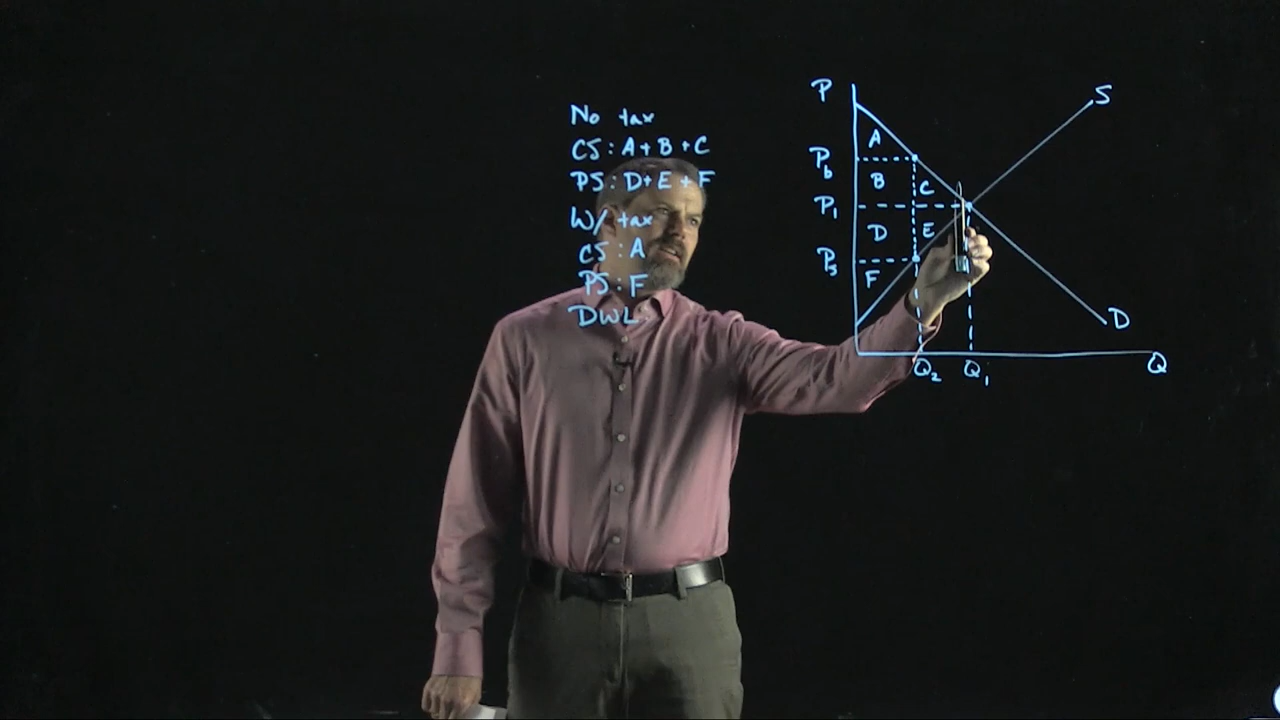 No tax
CS: A+B+C
PS: D+E+F
W/ tax
CS: A
PS: F
DWL:
P
S
A
Pb
B
C
P1
D
E
Ps
F
D
Q2
Q1
Q